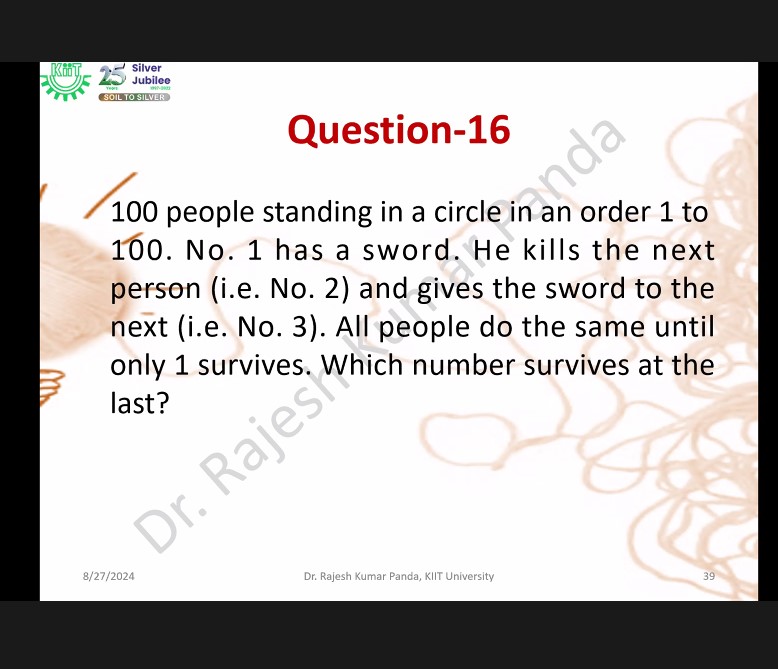 KiiT
25 Silver
Years Jubilee
1997-2022
SOIL TO SILVER
Question-16
100 people standing in a circle in an order 1 to
100. No. 1 has a sword. He kills the next
person (i.e. No. 2) and gives the sword to the
next (i.e. No. 3). All people do the same until
only 1 survives. Which number survives at the
last?
Dr. Rajesh Kumar Panda
8/27/2024 Dr. Rajesh Kumar Panda, KIIT University 39